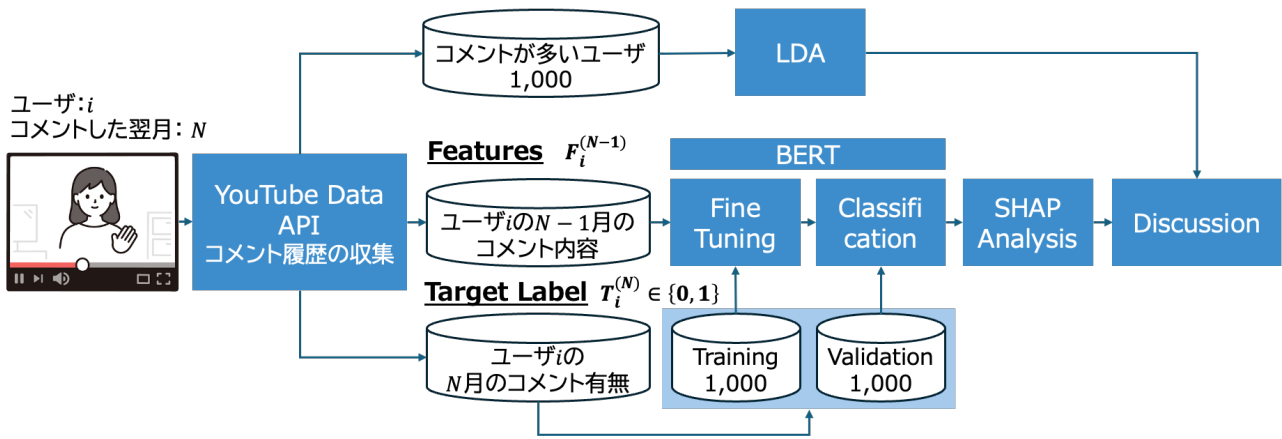 コメントが多いユーザ
1,000
LDA
ユーザ:i
コメントした翌月: N
YouTube Data
API
コメント履歴の収集
Features F_i^{(N−1)}
BERT
ユーザiのN − 1月の
コメント内容
Fine
Tuning
Classifi
cation
SHAP
Analysis
Discussion
Target Label T_i^{(N)} ∈ {0, 1}
ユーザiの
N月のコメント有無
Training
1,000
Validation
1,000